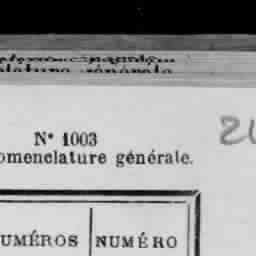 N° 1003
omenclature générale.
UMÉROS NUMÉRO